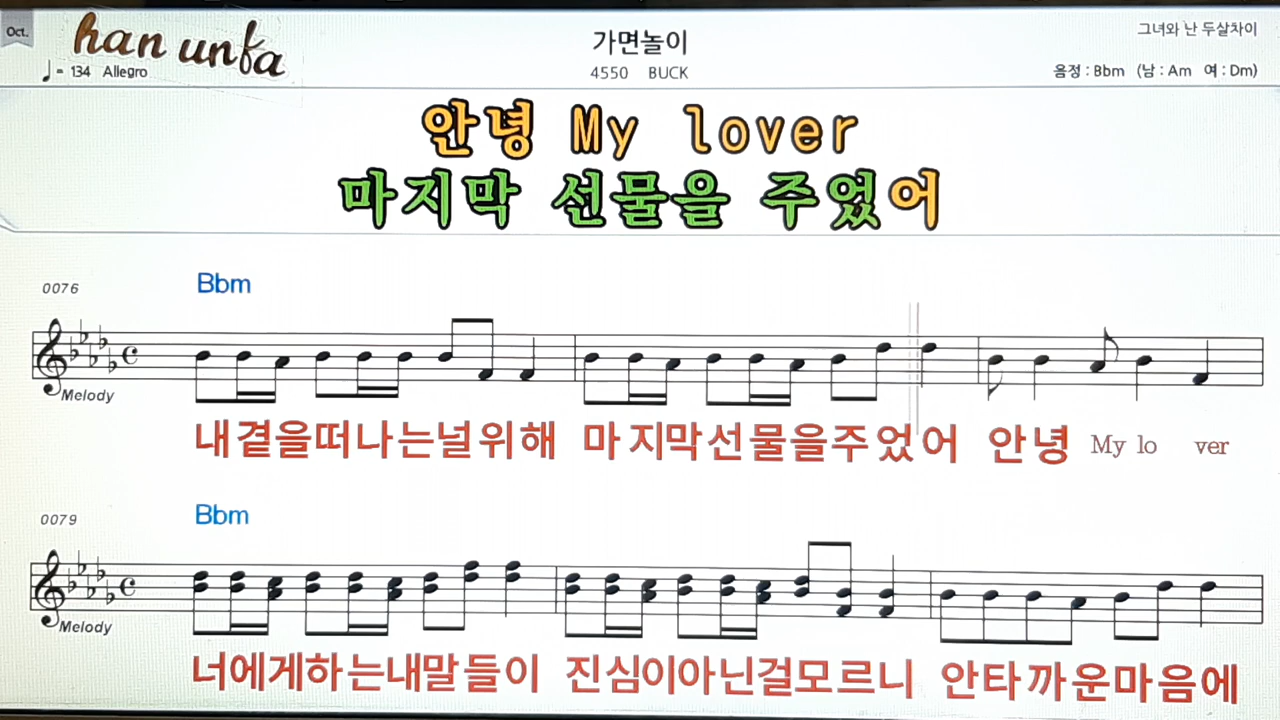 Oct.
han unfa
♩= 134 Allegro
가면놀이
4550 BUCK
그녀와 난 두살차이
음정 : Bbm (남 : Am 여 : Dm)
안녕 My lover
마지막 선물을 주었어
0076
Bbm
Melody
내곁을떠나는널위해 마지막선물을주었어 안녕 My lo ver
0079
Bbm
Melody
너에게하는내말들이 진심이아닌걸모르니 안타까운마음에